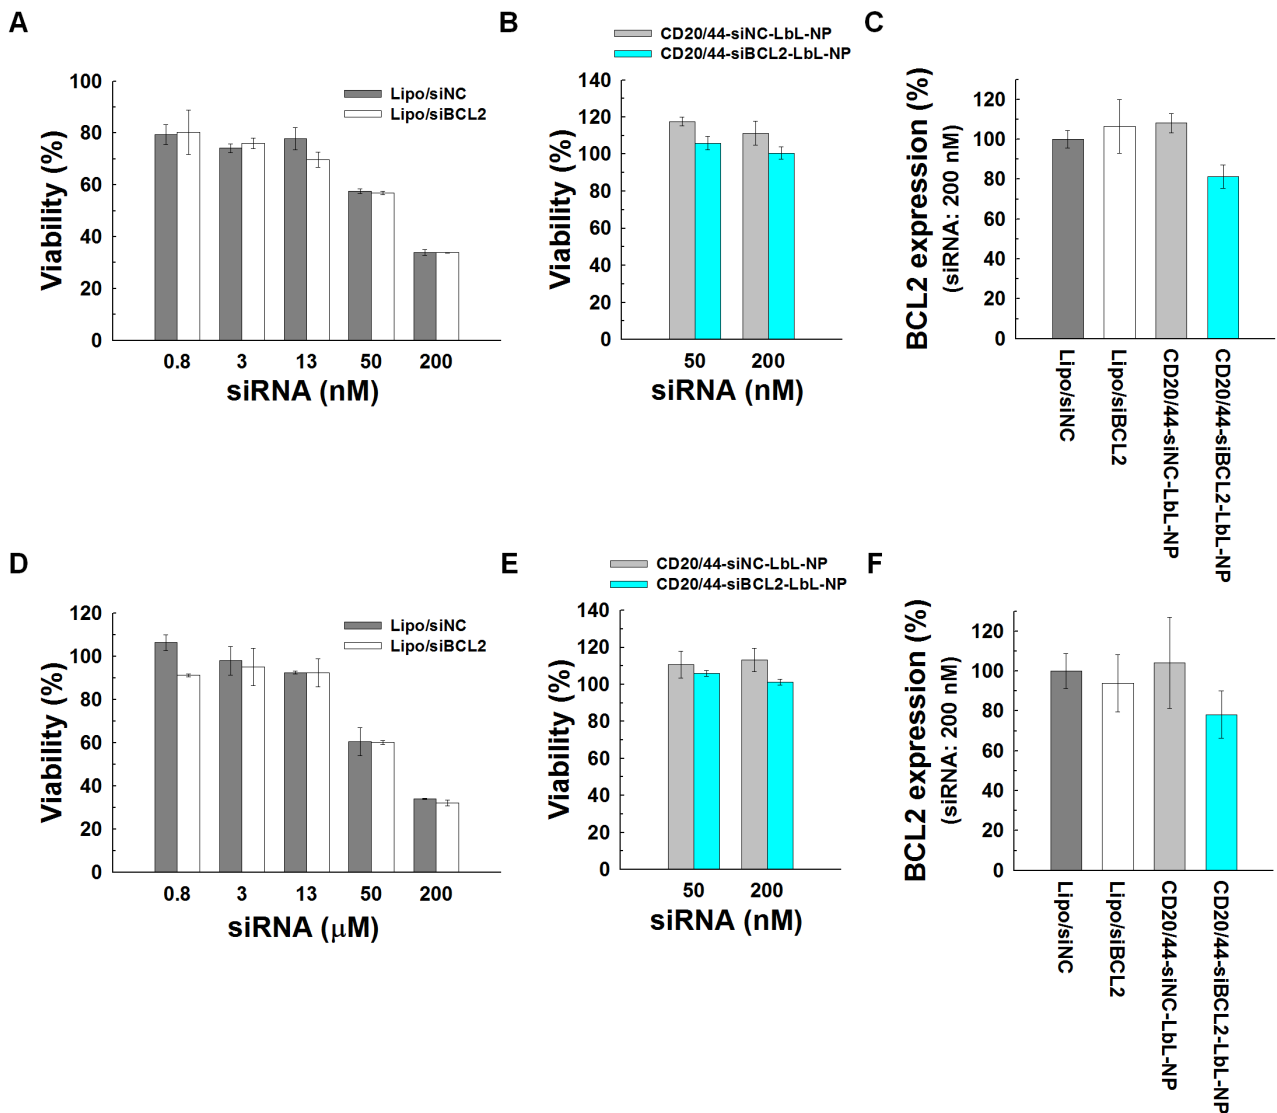 A
Viability (%)
100
80
60
40
20
0
Lipo/siNC
Lipo/siBCL2
0.8 3 13 50 200
siRNA (nM)
B
CD20/44-siNC-LbL-NP
CD20/44-siBCL2-LbL-NP
Viability (%)
140
120
100
80
60
40
20
0
50 200
siRNA (nM)
C
BCL2 expression (%)
(siRNA: 200 nM)
120
100
80
60
40
20
0
Lipo/siNC
Lipo/siBCL2
CD20/44-siNC-LbL-NP
CD20/44-siBCL2-LbL-NP
D
Viability (%)
120
100
80
60
40
20
0
Lipo/siNC
Lipo/siBCL2
0.8 3 13 50 200
siRNA (μM)
E
CD20/44-siNC-LbL-NP
CD20/44-siBCL2-LbL-NP
Viability (%)
140
120
100
80
60
40
20
0
50 200
siRNA (nM)
F
BCL2 expression (%)
(siRNA: 200 nM)
120
100
80
60
40
20
0
Lipo/siNC
Lipo/siBCL2
CD20/44-siNC-LbL-NP
CD20/44-siBCL2-LbL-NP